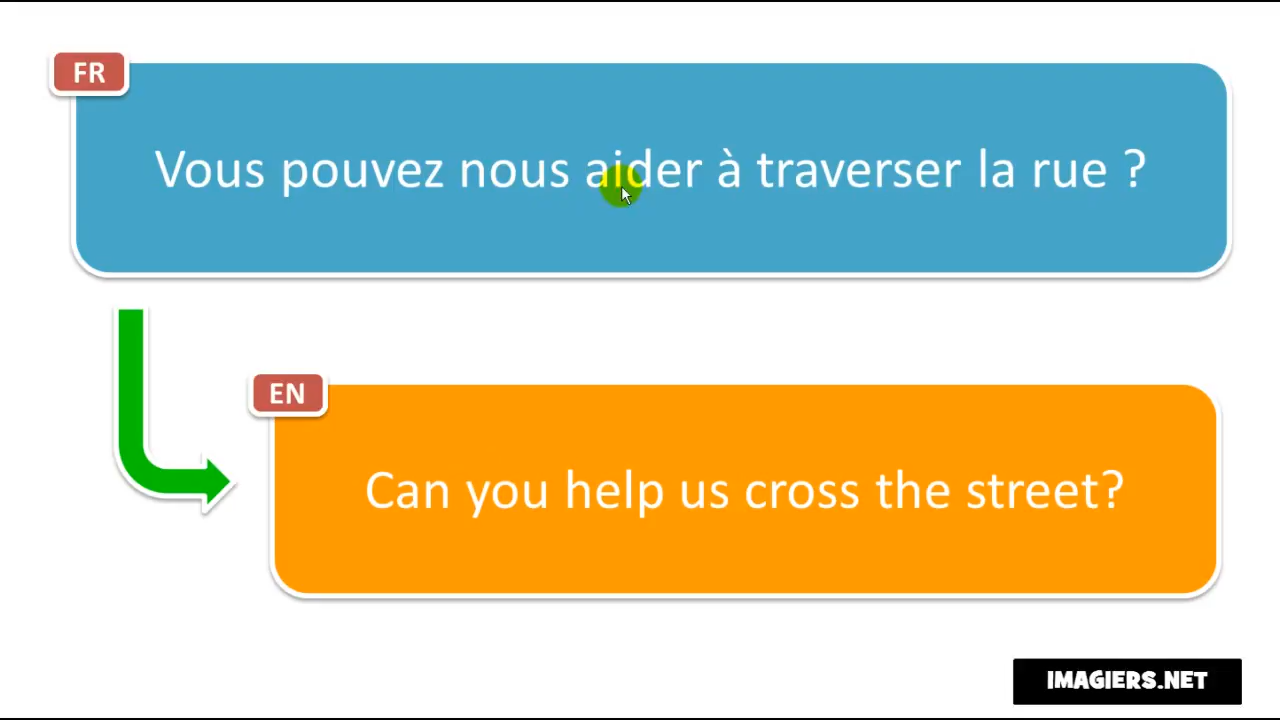 FR
Vous pouvez nous aider à traverser la rue ?
EN
Can you help us cross the street?
IMAGIERS.NET